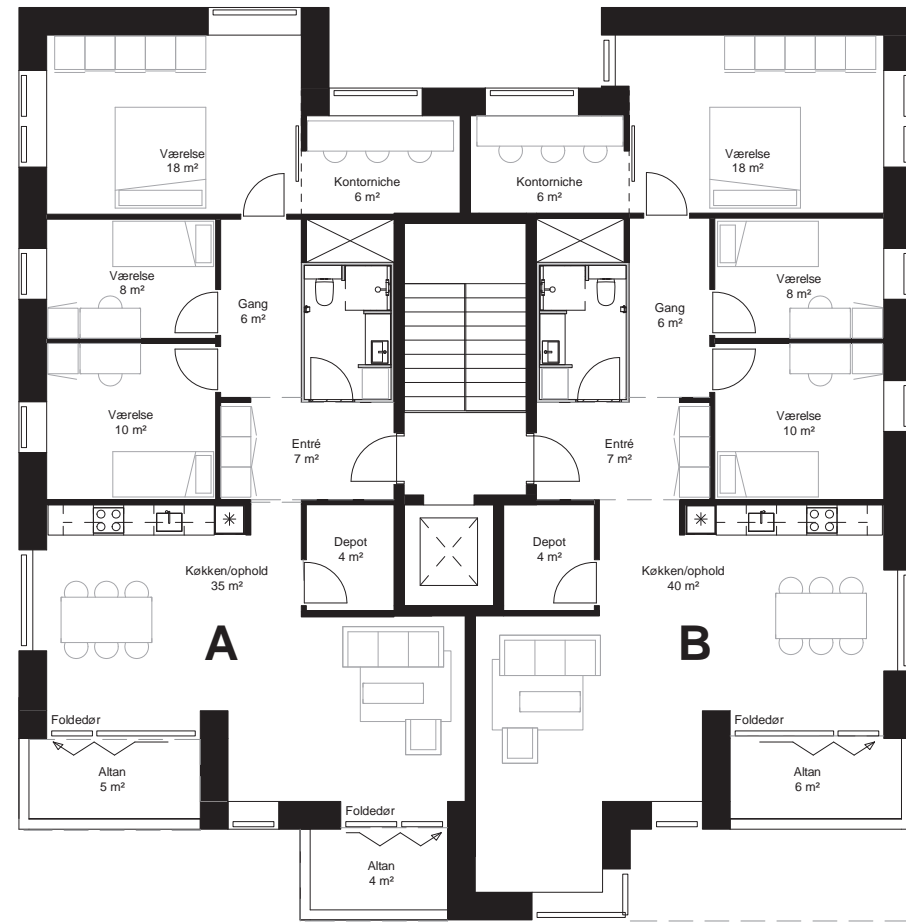 Værelse
18 m²
Værelse
18 m²
Kontorniche
6 m²
Kontorniche
6 m²
Værelse
8 m²
Værelse
8 m²
Gang
6 m²
Gang
6 m²
Værelse
10 m²
Værelse
10 m²
Entré
7 m²
Entré
7 m²
Depot
4 m²
Depot
4 m²
Køkken/ophold
35 m²
Køkken/ophold
40 m²
A
B
Foldedør
Foldedør
Altan
5 m²
Altan
6 m²
Foldedør
Altan
4 m²